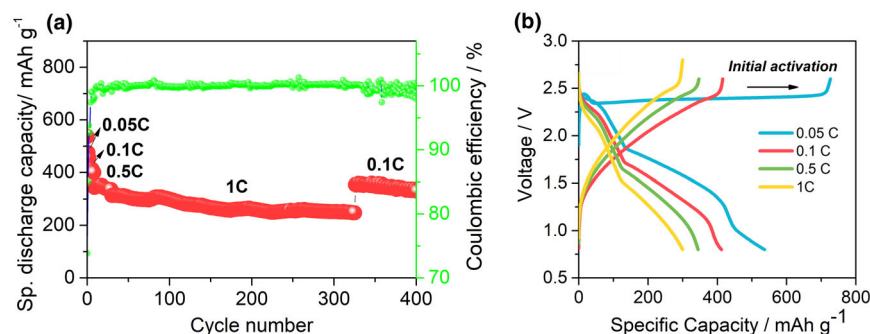 (a)
Sp. discharge capacity/ mAh g⁻¹
800
600
400
200
0
0.05C
0.1C
0.5C
1C
0.1C
100
90
80
70
Coulombic efficiency / %
0
100
200
300
400
Cycle number
(b)
Voltage / V
3.0
2.5
2.0
1.5
1.0
0.5
Initial activation
0.05 C
0.1 C
0.5 C
1C
0
200
400
600
800
Specific Capacity / mAh g⁻¹